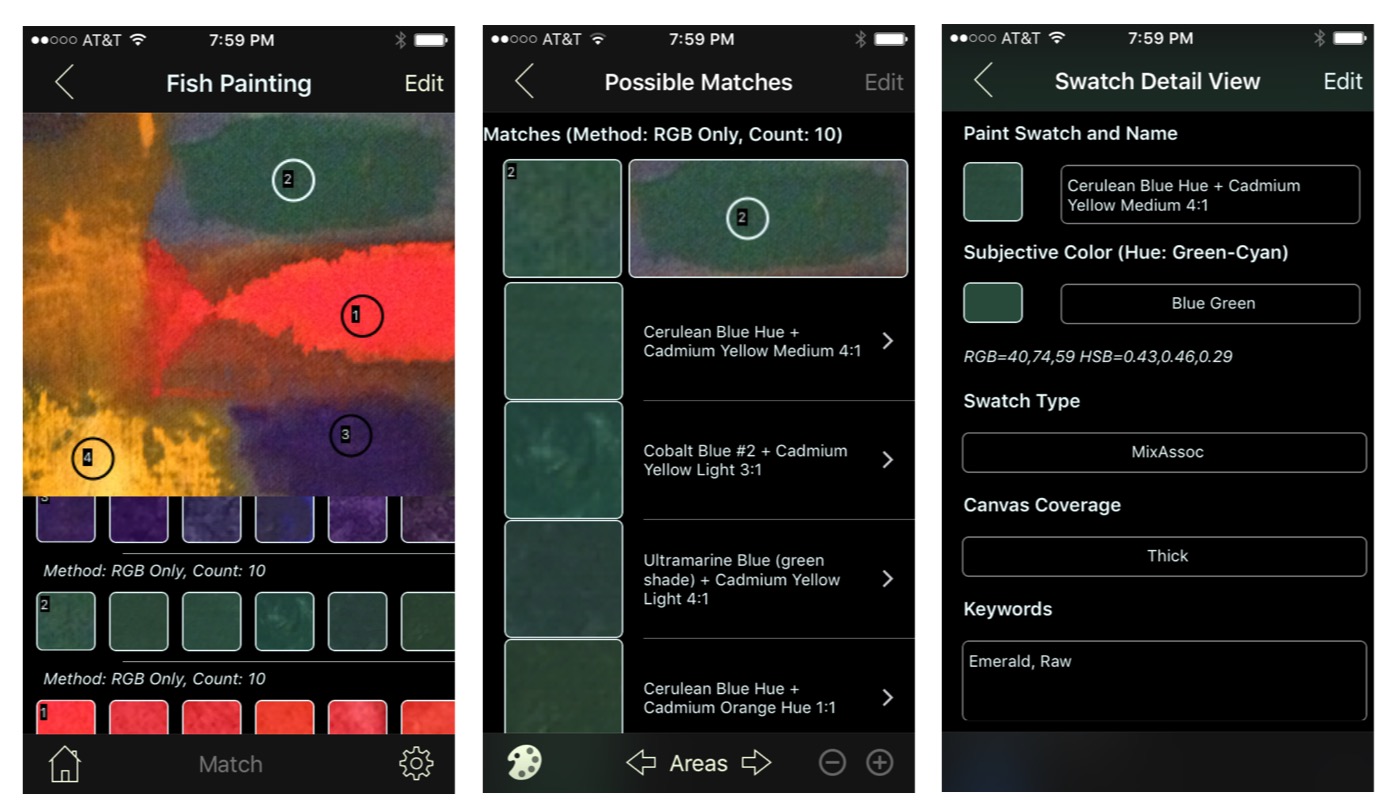 AT&T 7:59 PM
Fish Painting Edit
2
1
3
4
3
Method: RGB Only, Count: 10
2
Method: RGB Only, Count: 10
1
Match
AT&T 7:59 PM
Possible Matches Edit
Matches (Method: RGB Only, Count: 10)
2
2
Cerulean Blue Hue +
Cadmium Yellow Medium 4:1
Cobalt Blue #2 + Cadmium
Yellow Light 3:1
Ultramarine Blue (green
shade) + Cadmium Yellow
Light 4:1
Cerulean Blue Hue +
Cadmium Orange Hue 1:1
Areas
AT&T 7:59 PM
Swatch Detail View Edit
Paint Swatch and Name
Cerulean Blue Hue + Cadmium
Yellow Medium 4:1
Subjective Color (Hue: Green-Cyan)
Blue Green
RGB=40,74,59 HSB=0.43,0.46,0.29
Swatch Type
MixAssoc
Canvas Coverage
Thick
Keywords
Emerald, Raw